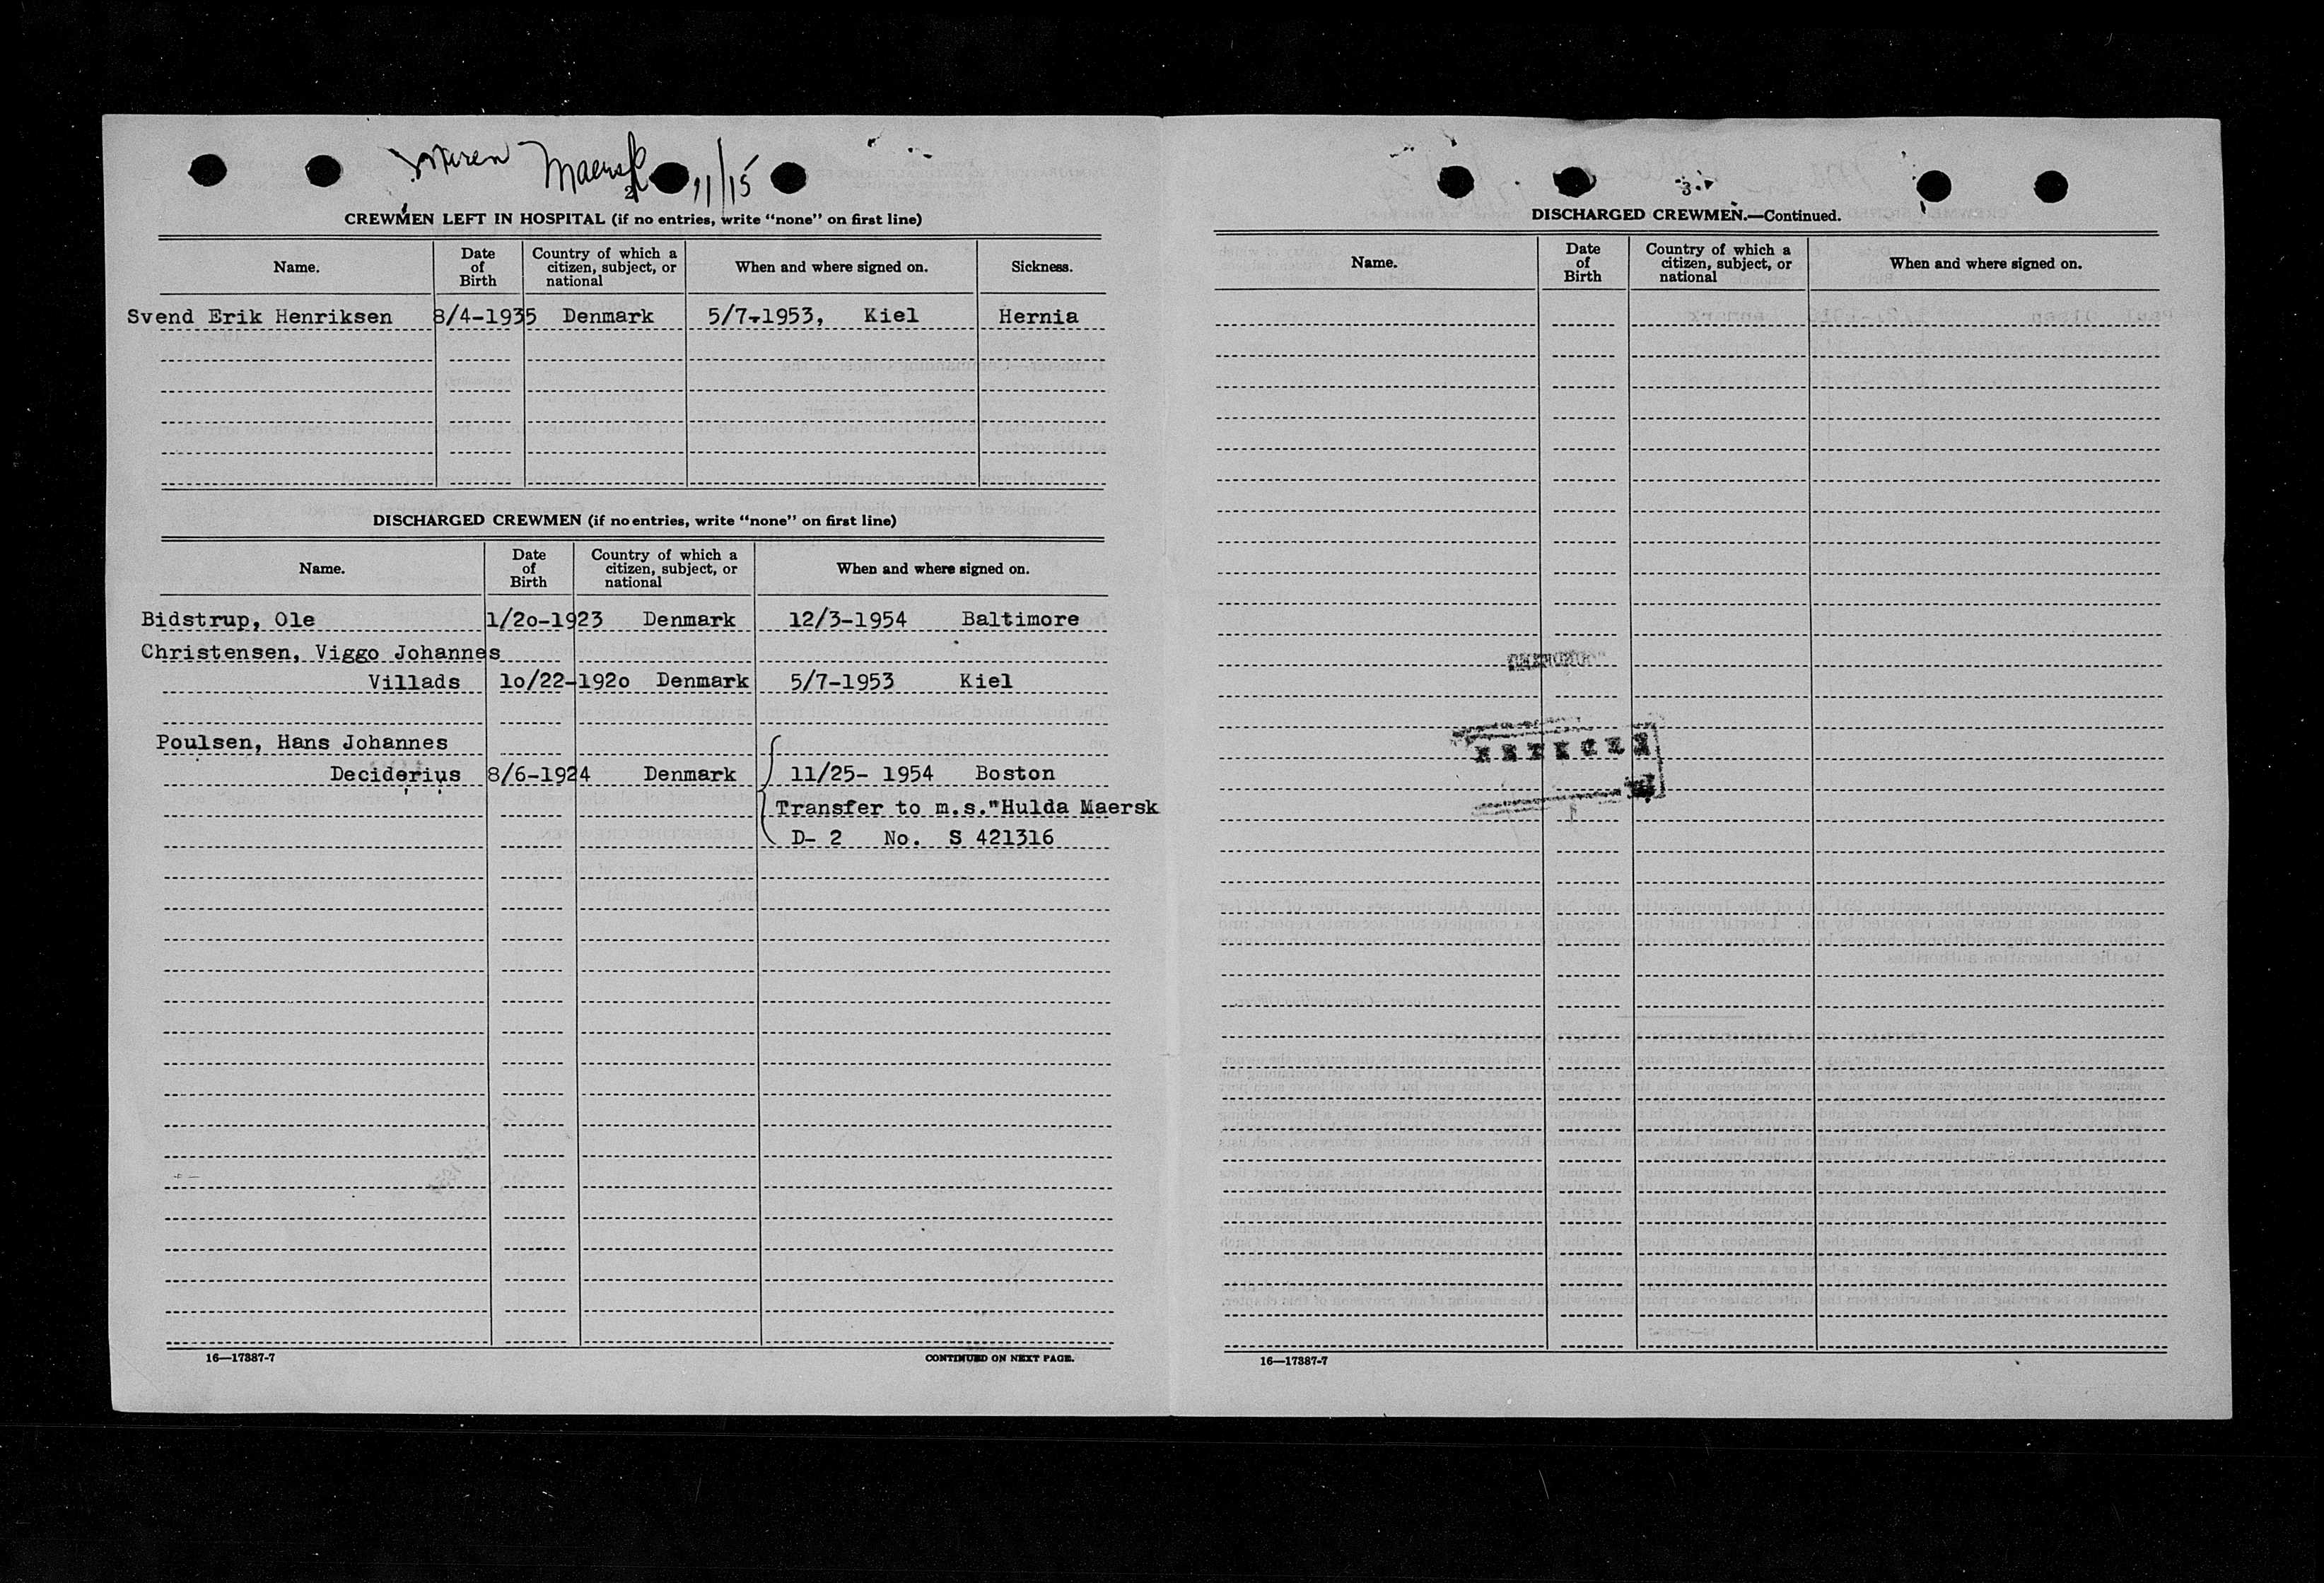 Maren Maersk 11/15
2
CREWMEN LEFT IN HOSPITAL (if no entries, write "none" on first line)
Name. Date of Birth Country of which a citizen, subject, or national When and where signed on. Sickness.
Svend Erik Henriksen 8/4-1935 Denmark 5/7-1953, Kiel Hernia
DISCHARGED CREWMEN (if no entries, write "none" on first line)
Name. Date of Birth Country of which a citizen, subject, or national When and where signed on.
Bidstrup, Ole 1/2o-1923 Denmark 12/3-1954 Baltimore
Christensen, Viggo Johannes
Villads 1o/22-192o Denmark 5/7-1953 Kiel
Poulsen, Hans Johannes
Deciderius 8/6-1924 Denmark 11/25- 1954 Boston
Transfer to m.s."Hulda Maersk
D- 2 No. S 421316
16—17387-7 CONTINUED ON NEXT PAGE.
3
DISCHARGED CREWMEN.—Continued.
Name. Date of Birth Country of which a citizen, subject, or national When and where signed on.
16—17387-7